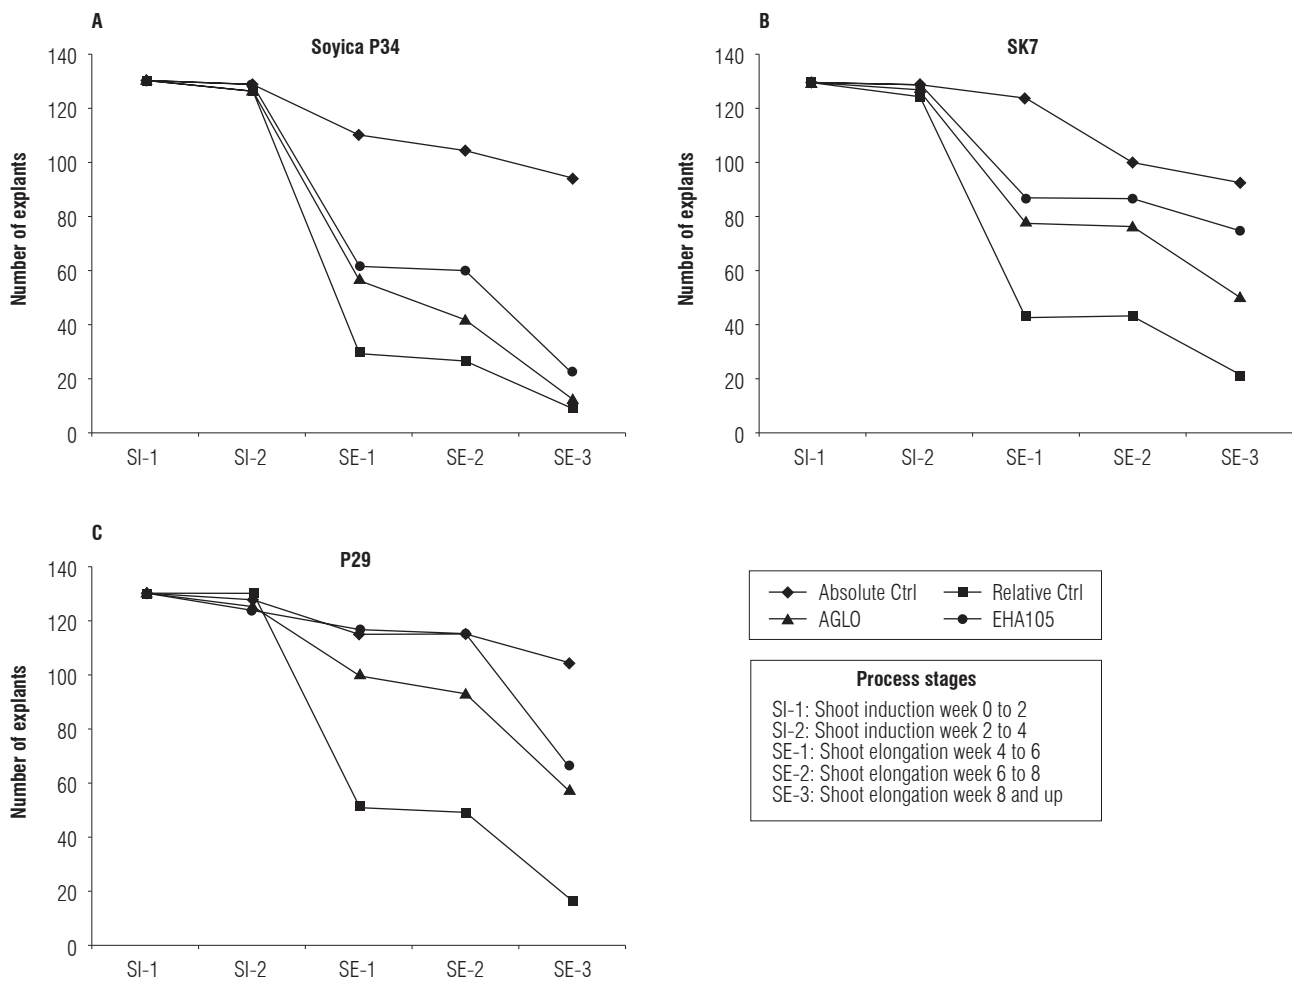 A
Soyica P34
Number of explants
140
120
100
80
60
40
20
0
SI-1 SI-2 SE-1 SE-2 SE-3
B
SK7
Number of explants
140
120
100
80
60
40
20
0
SI-1 SI-2 SE-1 SE-2 SE-3
C
P29
Number of explants
140
120
100
80
60
40
20
0
SI-1 SI-2 SE-1 SE-2 SE-3
Absolute Ctrl Relative Ctrl
AGLO EHA105
Process stages
SI-1: Shoot induction week 0 to 2
SI-2: Shoot induction week 2 to 4
SE-1: Shoot elongation week 4 to 6
SE-2: Shoot elongation week 6 to 8
SE-3: Shoot elongation week 8 and up